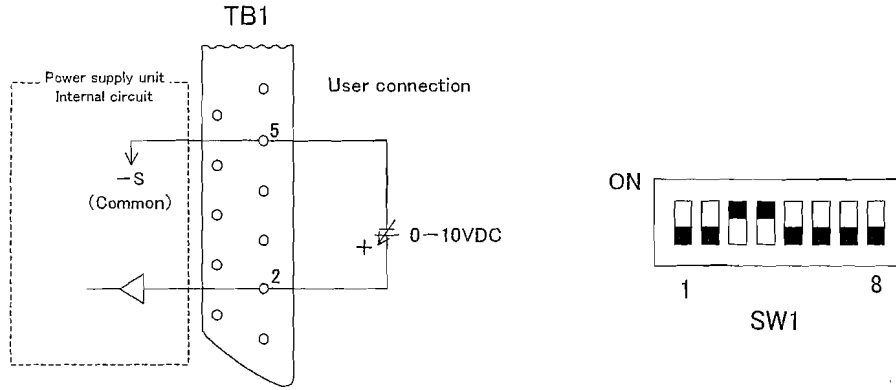 TB1
Power supply unit
Internal circuit
User connection
5
−S
(Common)
+
0−10VDC
2
ON
1
8
SW1